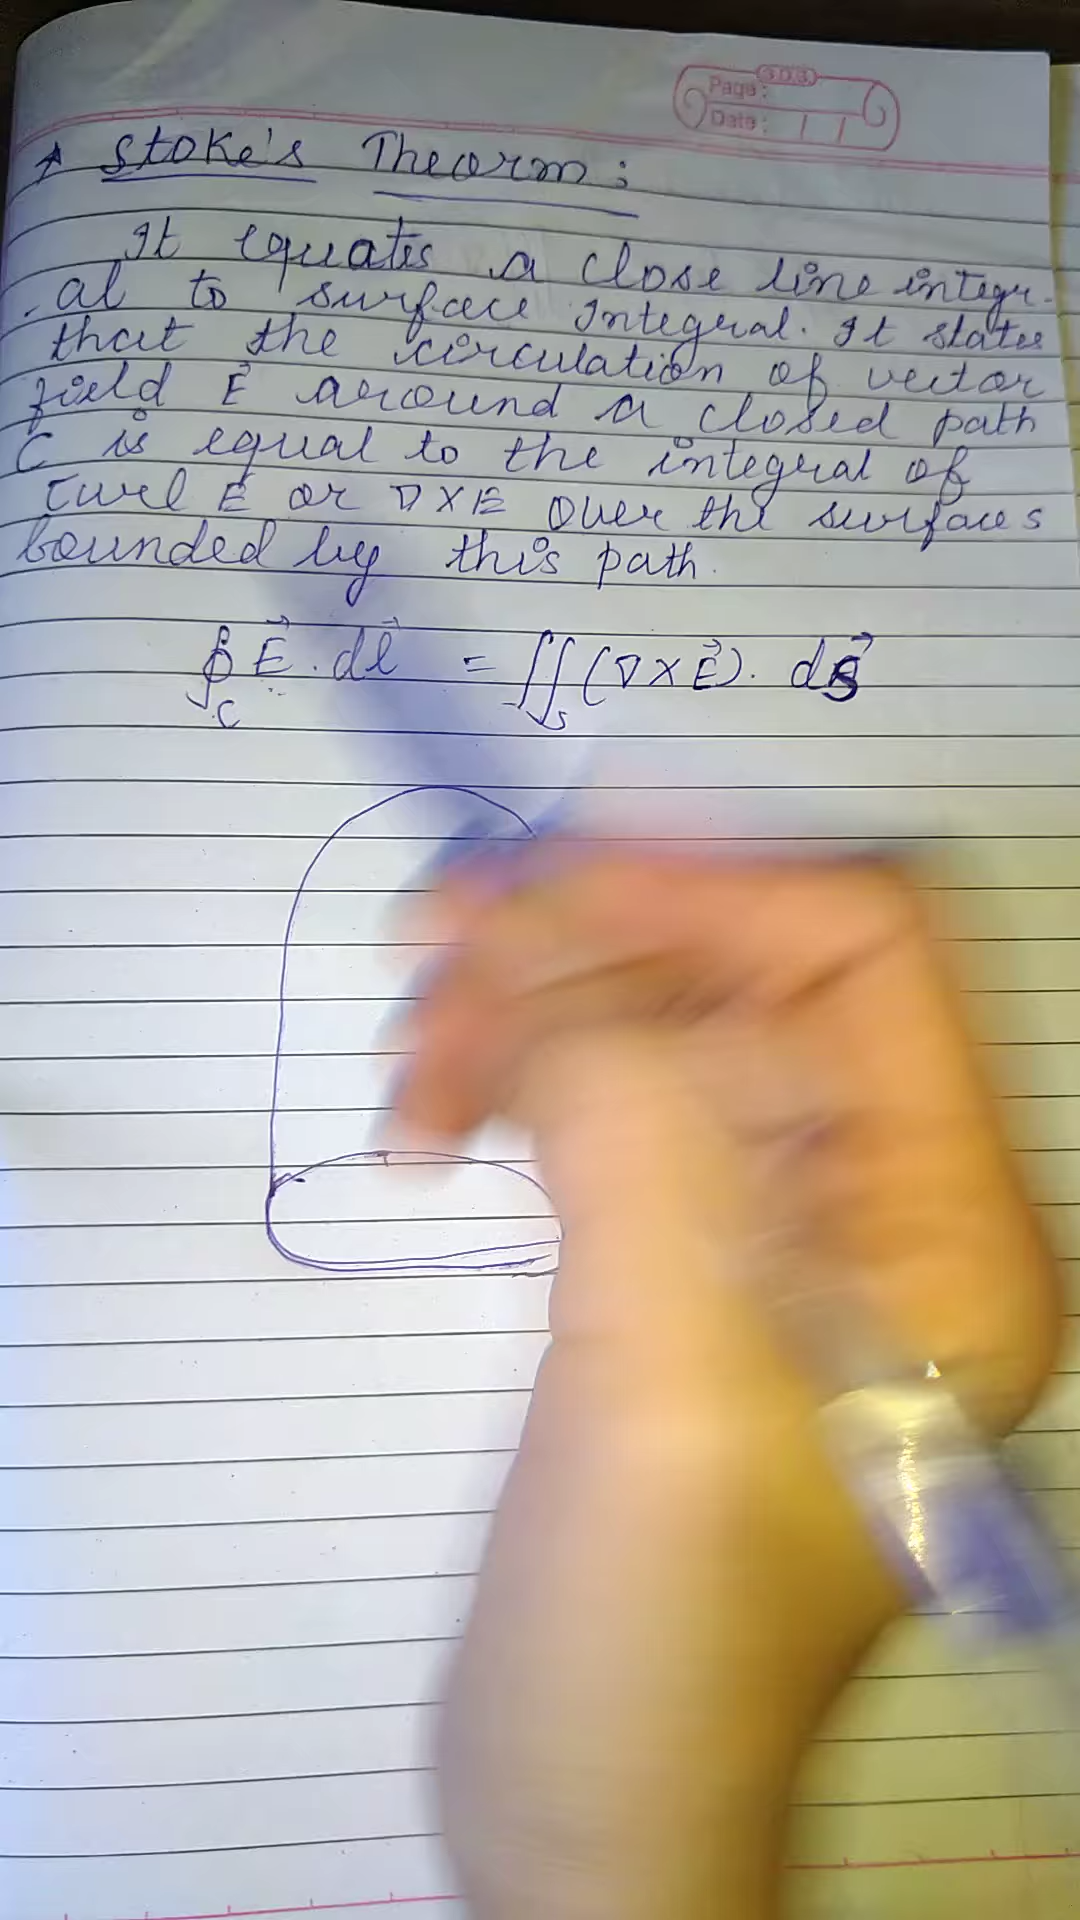 S.D.B.
Page:
Date: / /
* Stoke's Theorm:
It equates a close line integr-
-al to surface Integral. It states
that the circulation of vector
field E⃗ around a closed path
C is equal to the integral of
curl E⃗ or ∇×E over the surfaces
bounded by this path.
∮_C E⃗ . dl⃗ = ∬_S (∇×E⃗). dS⃗